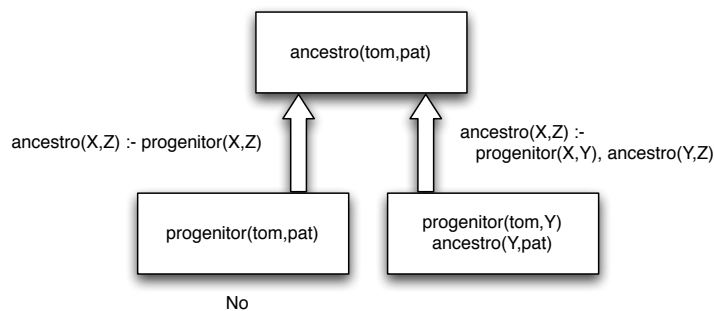 ancestro(tom,pat)
ancestro(X,Z) :- progenitor(X,Z)
ancestro(X,Z) :-
progenitor(X,Y), ancestro(Y,Z)
progenitor(tom,pat)
progenitor(tom,Y)
ancestro(Y,pat)
No